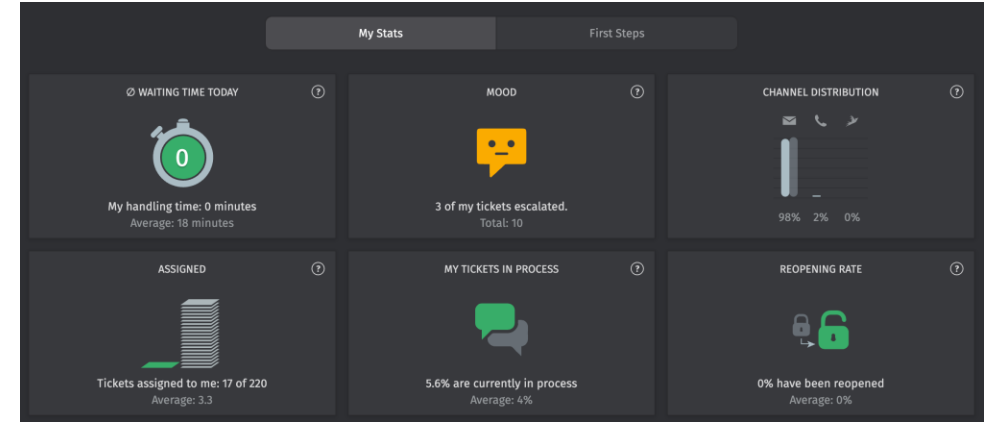 My Stats
First Steps
∅ WAITING TIME TODAY
?
0
My handling time: 0 minutes
Average: 18 minutes
MOOD
?
3 of my tickets escalated.
Total: 10
CHANNEL DISTRIBUTION
?
98% 2% 0%
ASSIGNED
?
Tickets assigned to me: 17 of 220
Average: 3.3
MY TICKETS IN PROCESS
?
5.6% are currently in process
Average: 4%
REOPENING RATE
?
0% have been reopened
Average: 0%